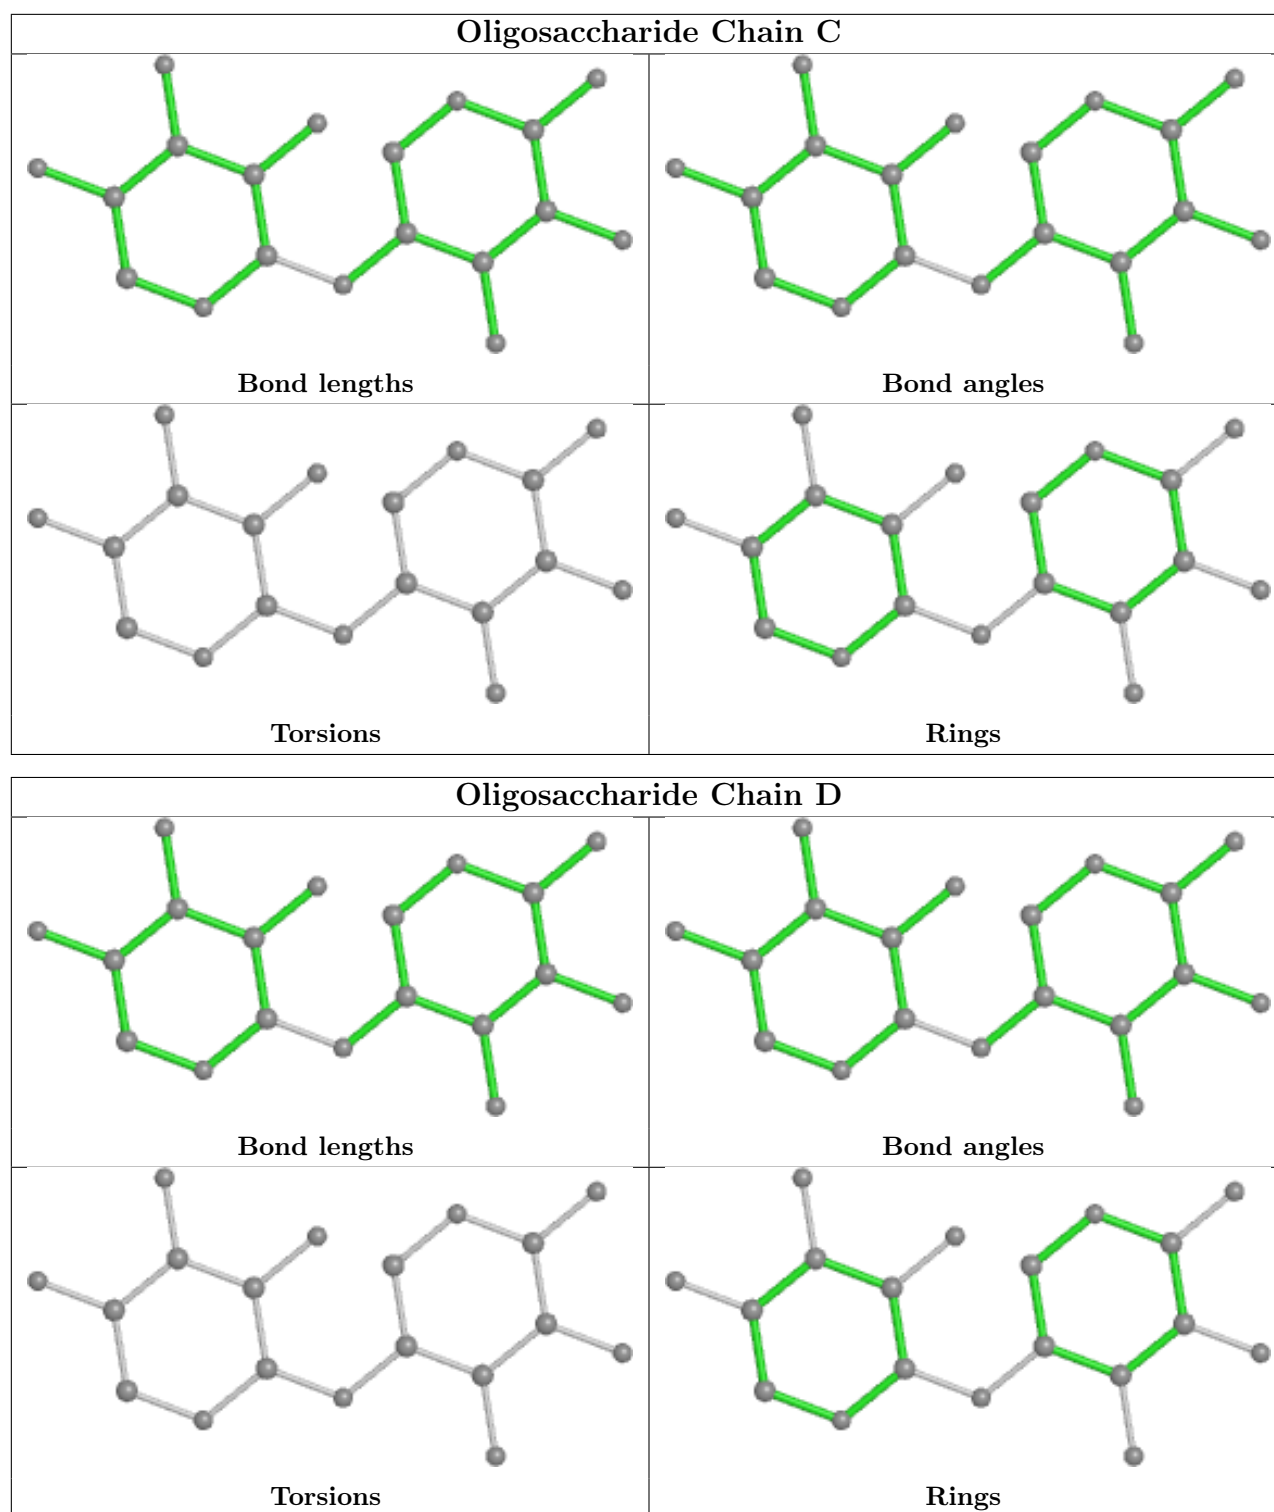 Oligosaccharide Chain C
Bond lengths
Bond angles
Torsions
Rings
Oligosaccharide Chain D
Bond lengths
Bond angles
Torsions
Rings